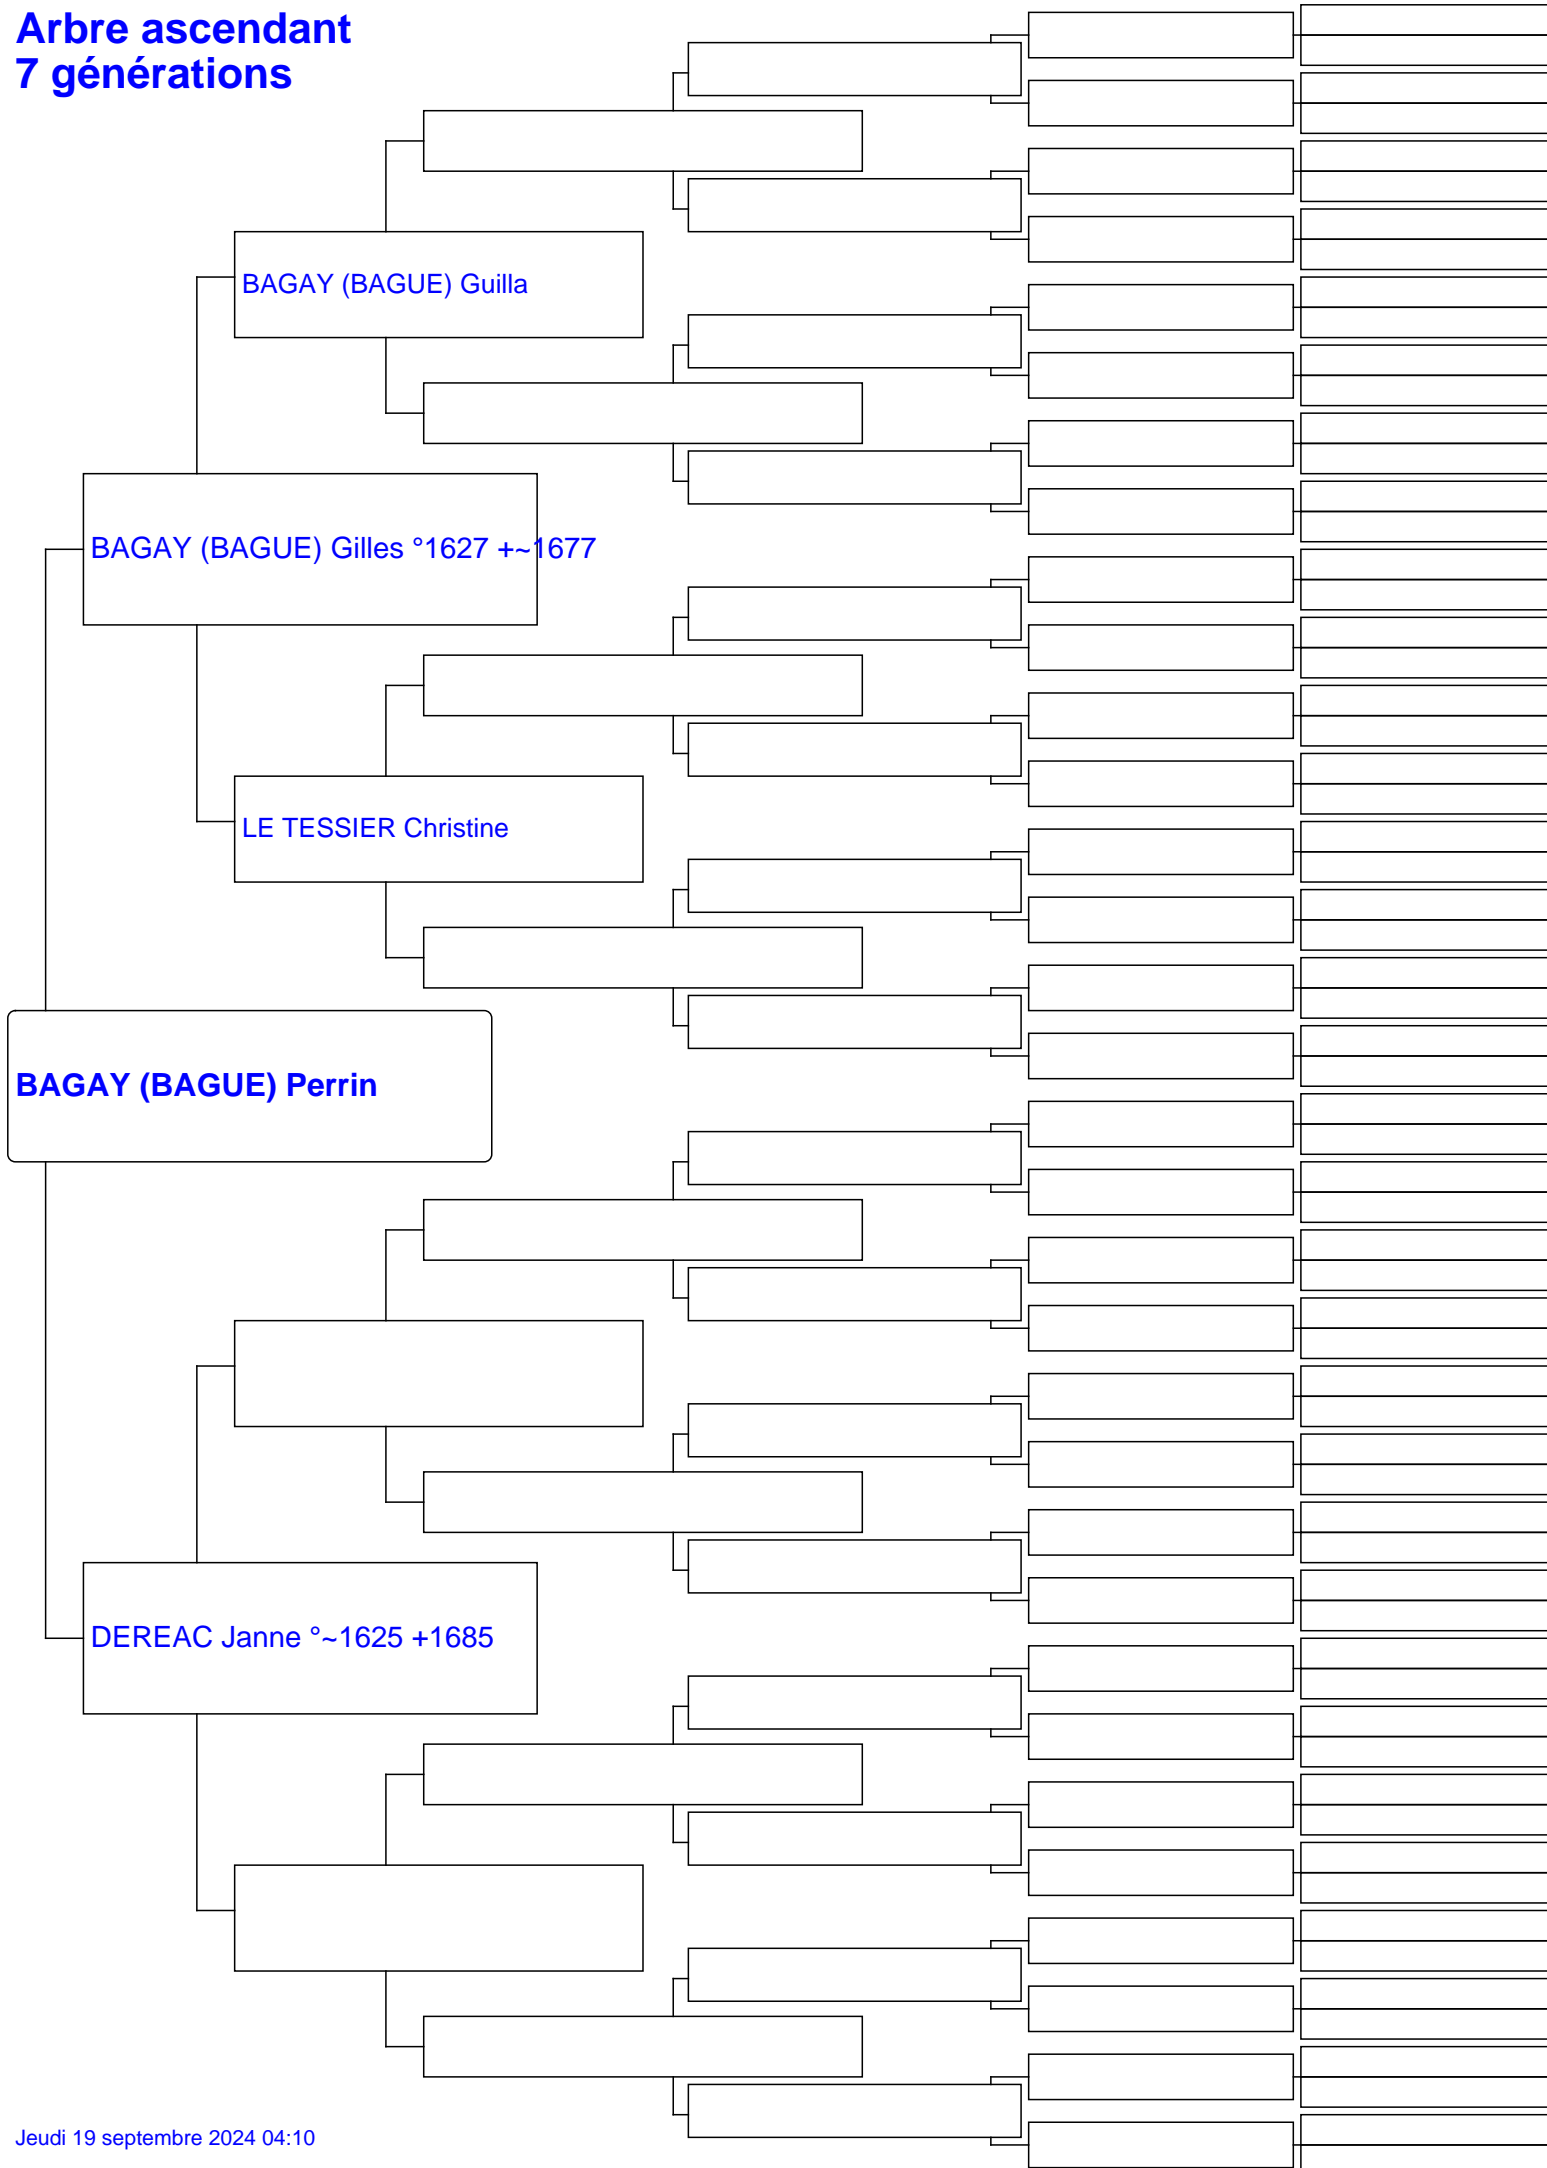 Arbre ascendant
7 générations
BAGAY (BAGUE) Guilla
BAGAY (BAGUE) Gilles °1627 +~1677
LE TESSIER Christine
BAGAY (BAGUE) Perrin
DEREAC Janne °~1625 +1685
Jeudi 19 septembre 2024 04:10